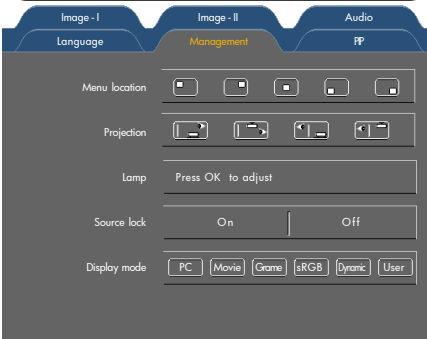 Image - I Image - II Audio
Language Management PIP
Menu location
Projection
Lamp Press OK to adjust
Source lock On Off
Display mode PC Movie Grame sRGB Dynamic User